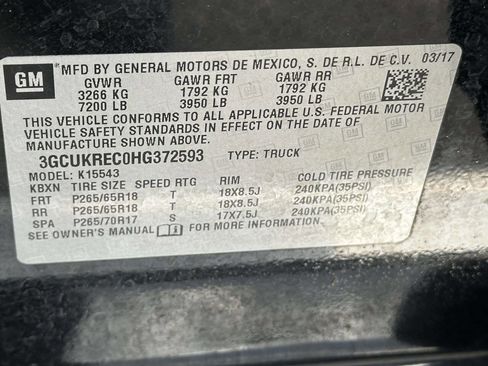 GM
MFD BY GENERAL MOTORS DE MEXICO, S. DE R.L. DE C.V. 03/17
GVWR GAWR FRT GAWR RR
3266 KG 1792 KG 1792 KG
7200 LB 3950 LB 3950 LB
THIS VEHICLE CONFORMS TO ALL APPLICABLE U.S. FEDERAL MOTOR
VEHICLE SAFETY AND THEFT PREVENTION STANDARDS IN EFFECT ON THE DATE OF
MANUFACTURE SHOWN ABOVE.
3GCUKREC0HG372593 TYPE: TRUCK
MODEL: K15543
KBXN TIRE SIZE SPEED RTG RIM COLD TIRE PRESSURE
FRT P265/65R18 T 18X8.5J 240KPA(35PSI)
RR P265/65R18 T 18X8.5J 240KPA(35PSI)
SPA P265/70R17 S 17X7.5J 240KPA(35PSI)
SEE OWNER'S MANUAL FOR MORE INFORMATION.